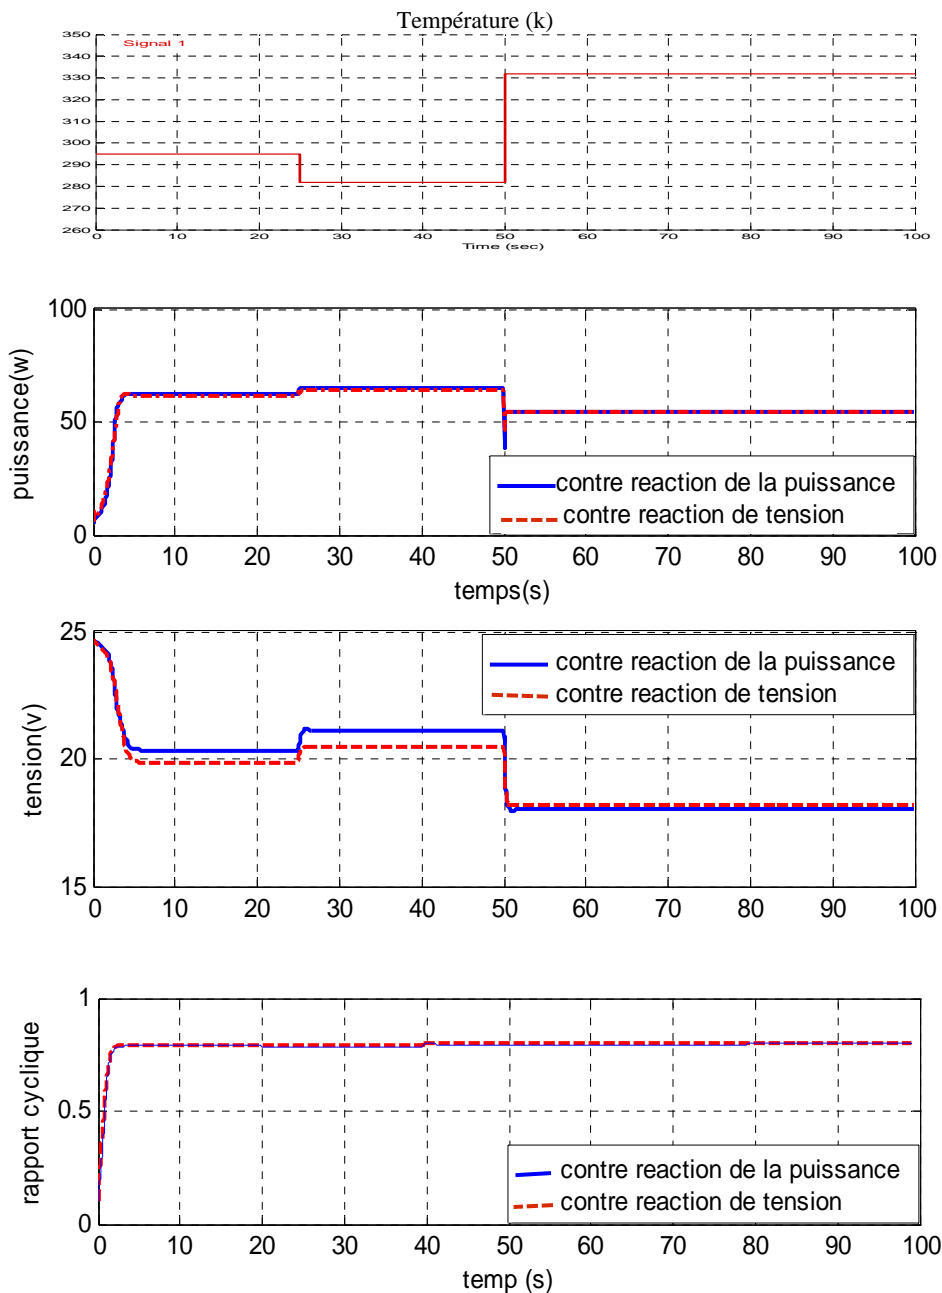 Température (k)
350
Signal 1
340
330
320
310
300
290
280
270
260
0 10 20 30 40 50 60 70 80 90 100
Time (sec)
100
puissance(w)
50
contre reaction de la puissance
contre reaction de tension
0
0 10 20 30 40 50 60 70 80 90 100
temps(s)
25
contre reaction de la puissance
contre reaction de tension
tension(v)
20
15
0 10 20 30 40 50 60 70 80 90 100
1
rapport cyclique
0.5
contre reaction de la puissance
contre reaction de tension
0
0 10 20 30 40 50 60 70 80 90 100
temp (s)